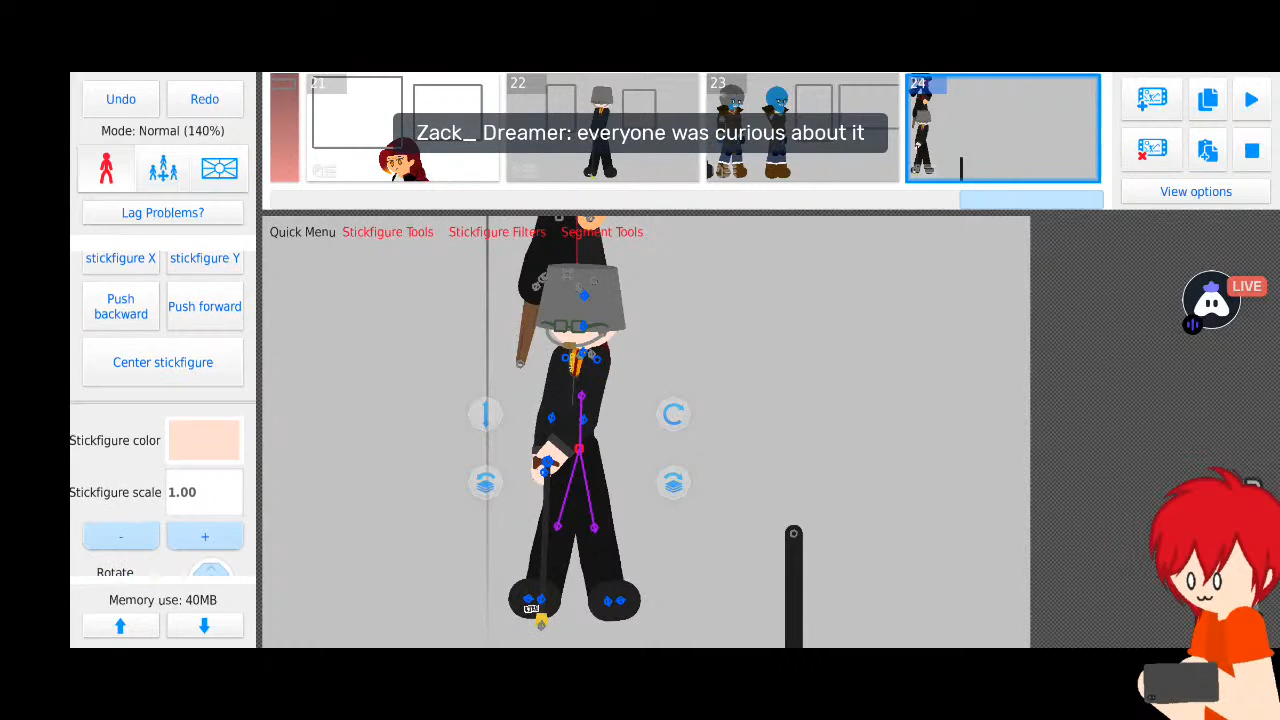 Undo
Redo
Mode: Normal (140%)
Lag Problems?
stickfigure X
stickfigure Y
Push backward
Push forward
Center stickfigure
Stickfigure color
Stickfigure scale
1.00
-
+
Rotate
Memory use: 40MB
21
22
23
24
Zack_ Dreamer: everyone was curious about it
View options
Quick Menu
Stickfigure Tools
Stickfigure Filters
Segment Tools
LIVE